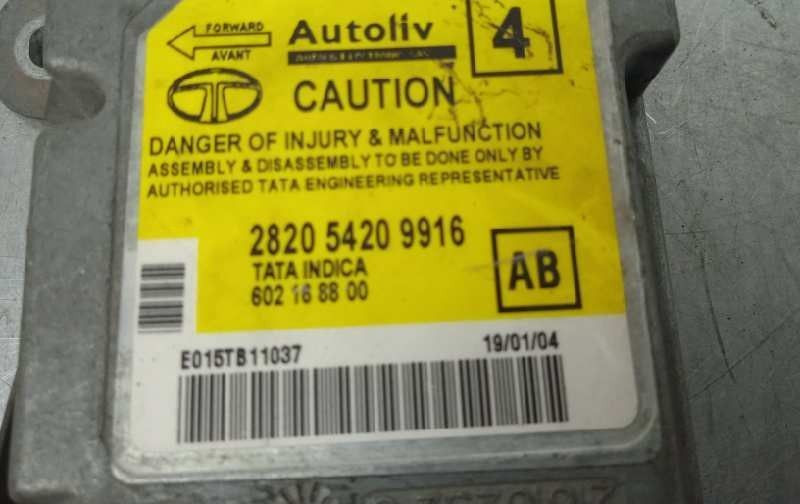 FORWARD
AVANT
Autoliv
4
CAUTION
DANGER OF INJURY & MALFUNCTION
ASSEMBLY & DISASSEMBLY TO BE DONE ONLY BY
AUTHORISED TATA ENGINEERING REPRESENTATIVE
2820 5420 9916
TATA INDICA
602 16 88 00
AB
E015TB11037
19/01/04